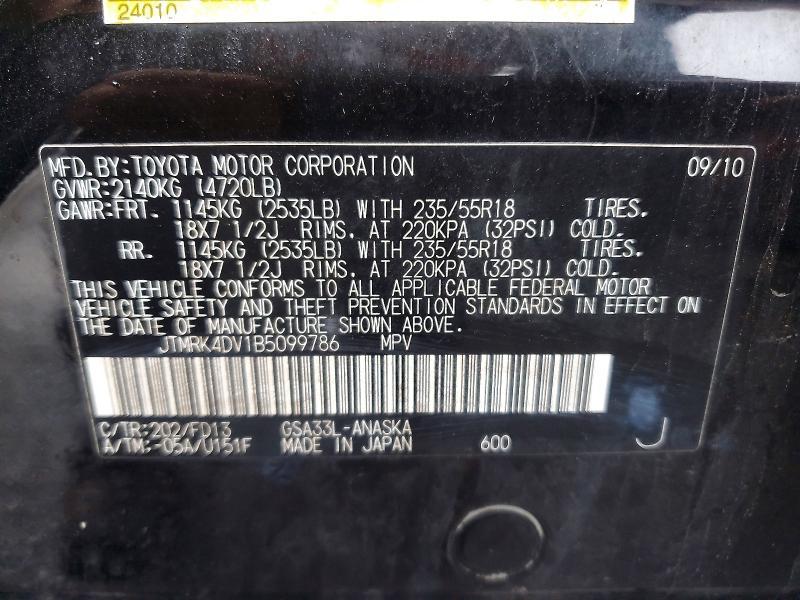 24010
MFD.BY:TOYOTA MOTOR CORPORATION 09/10
GVWR:2140KG (4720LB)
GAWR:FRT. 1145KG (2535LB) WITH 235/55R18 TIRES.
18X7 1/2J RIMS. AT 220KPA (32PSI) COLD.
RR. 1145KG (2535LB) WITH 235/55R18 TIRES.
18X7 1/2J RIMS. AT 220KPA (32PSI) COLD.
THIS VEHICLE CONFORMS TO ALL APPLICABLE FEDERAL MOTOR
VEHICLE SAFETY AND THEFT PREVENTION STANDARDS IN EFFECT ON
THE DATE OF MANUFACTURE SHOWN ABOVE.
JTMRK4DV1B5099786 MPV
C/TR:202/FD13 GSA33L-ANASKA
A/TM:-05A/U151F MADE IN JAPAN 600 J